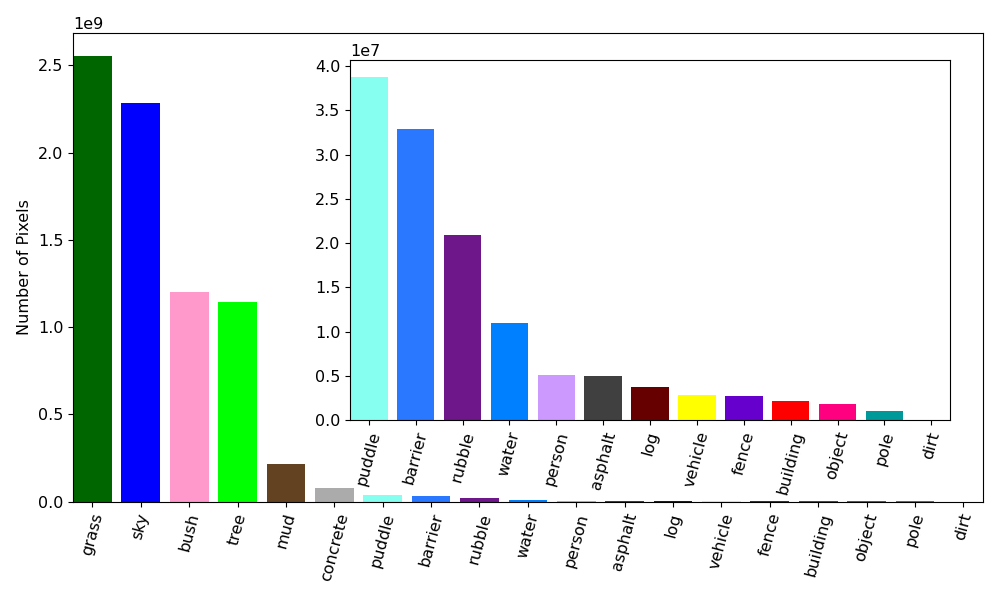 1e9
2.5
2.0
1.5
1.0
0.5
0.0
Number of Pixels
1e7
4.0
3.5
3.0
2.5
2.0
1.5
1.0
0.5
0.0
puddle
barrier
rubble
water
person
asphalt
log
vehicle
fence
building
object
pole
dirt
grass
sky
bush
tree
mud
concrete
puddle
barrier
rubble
water
person
asphalt
log
vehicle
fence
building
object
pole
dirt